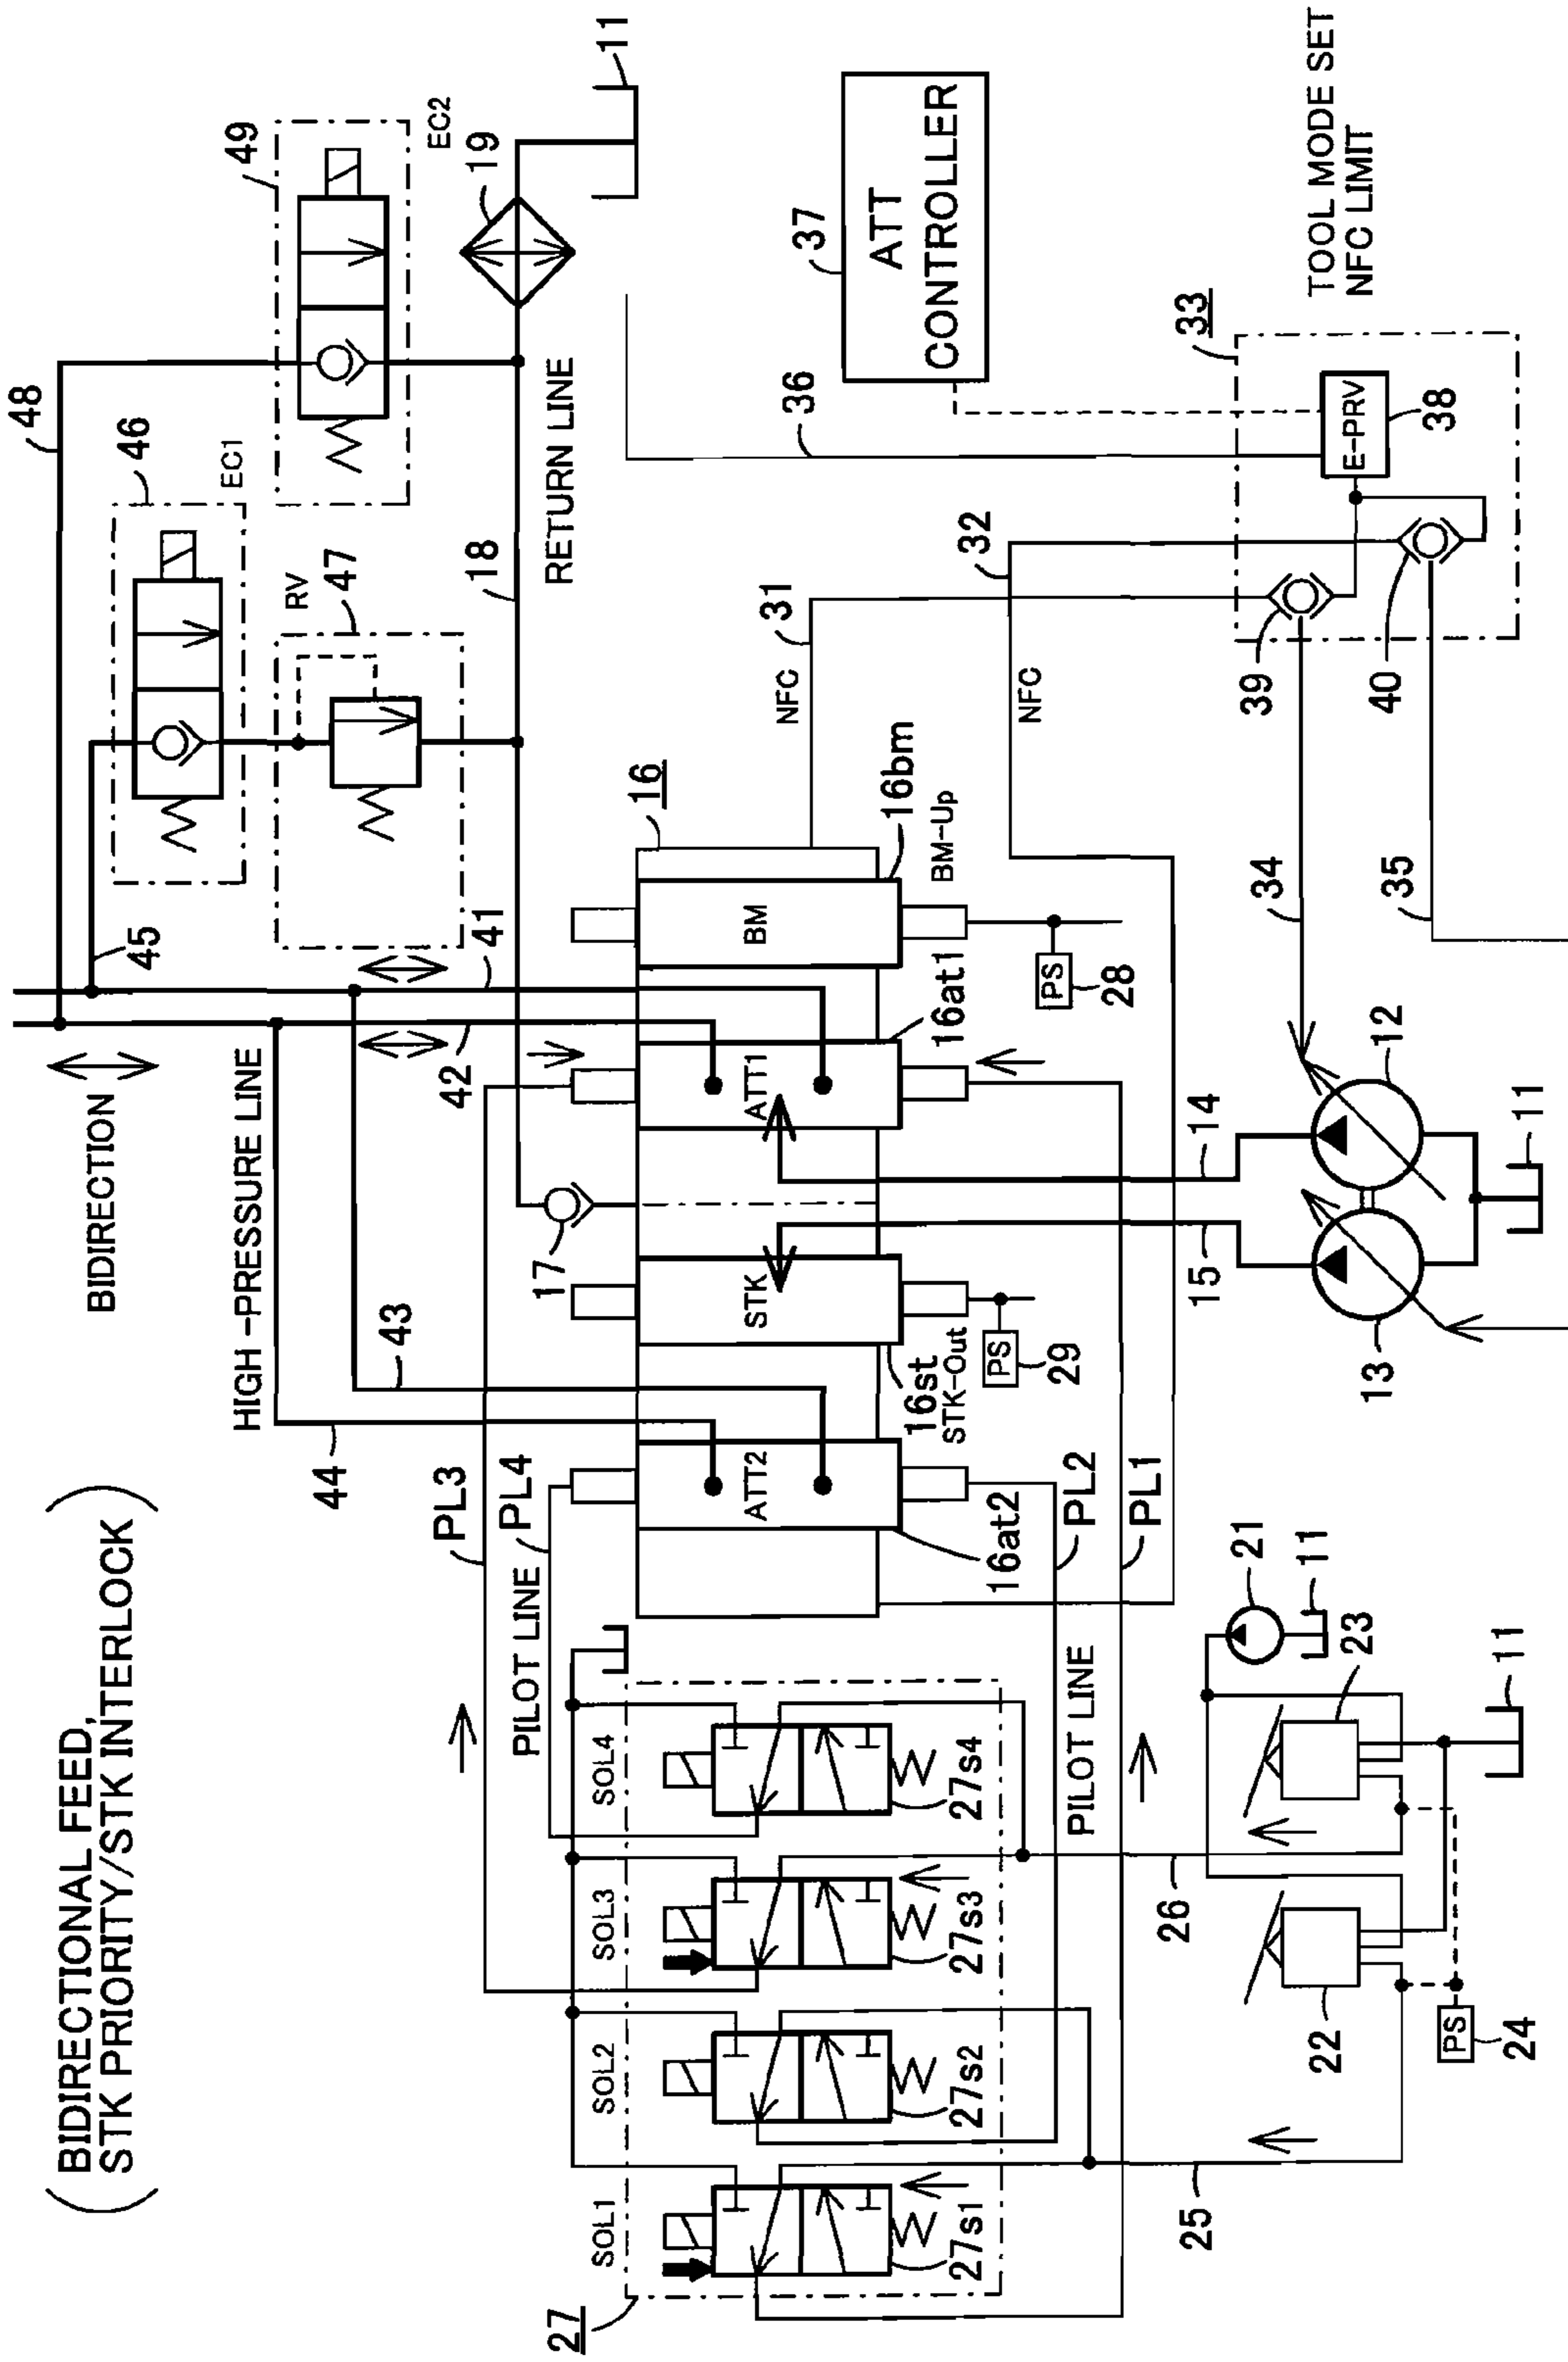 (BIDIRECTIONAL FEED,
STK PRIORITY/STK INTERLOCK)
BIDIRECTION
HIGH -PRESSURE LINE
48
45
46
EC1
49
EC2
RV
47
18
RETURN LINE
19
11
43
44
42
41
PL3
PL4
PILOT LINE
17
16
ATT2
STK
ATT1
BM
16at2
16st
STK-Out
16at1
16bm
BM-Up
PS
29
PS
28
NFC
31
NFC
32
36
37
ATT
CONTROLLER
TOOL MODE SET
NFC LIMIT
33
E-PRV
38
39
40
34
35
27
SOL1
SOL2
SOL3
SOL4
27s1
27s2
27s3
27s4
PILOT LINE
PL2
PL1
25
26
22
23
PS
24
21
11
11
15
14
13
12
11